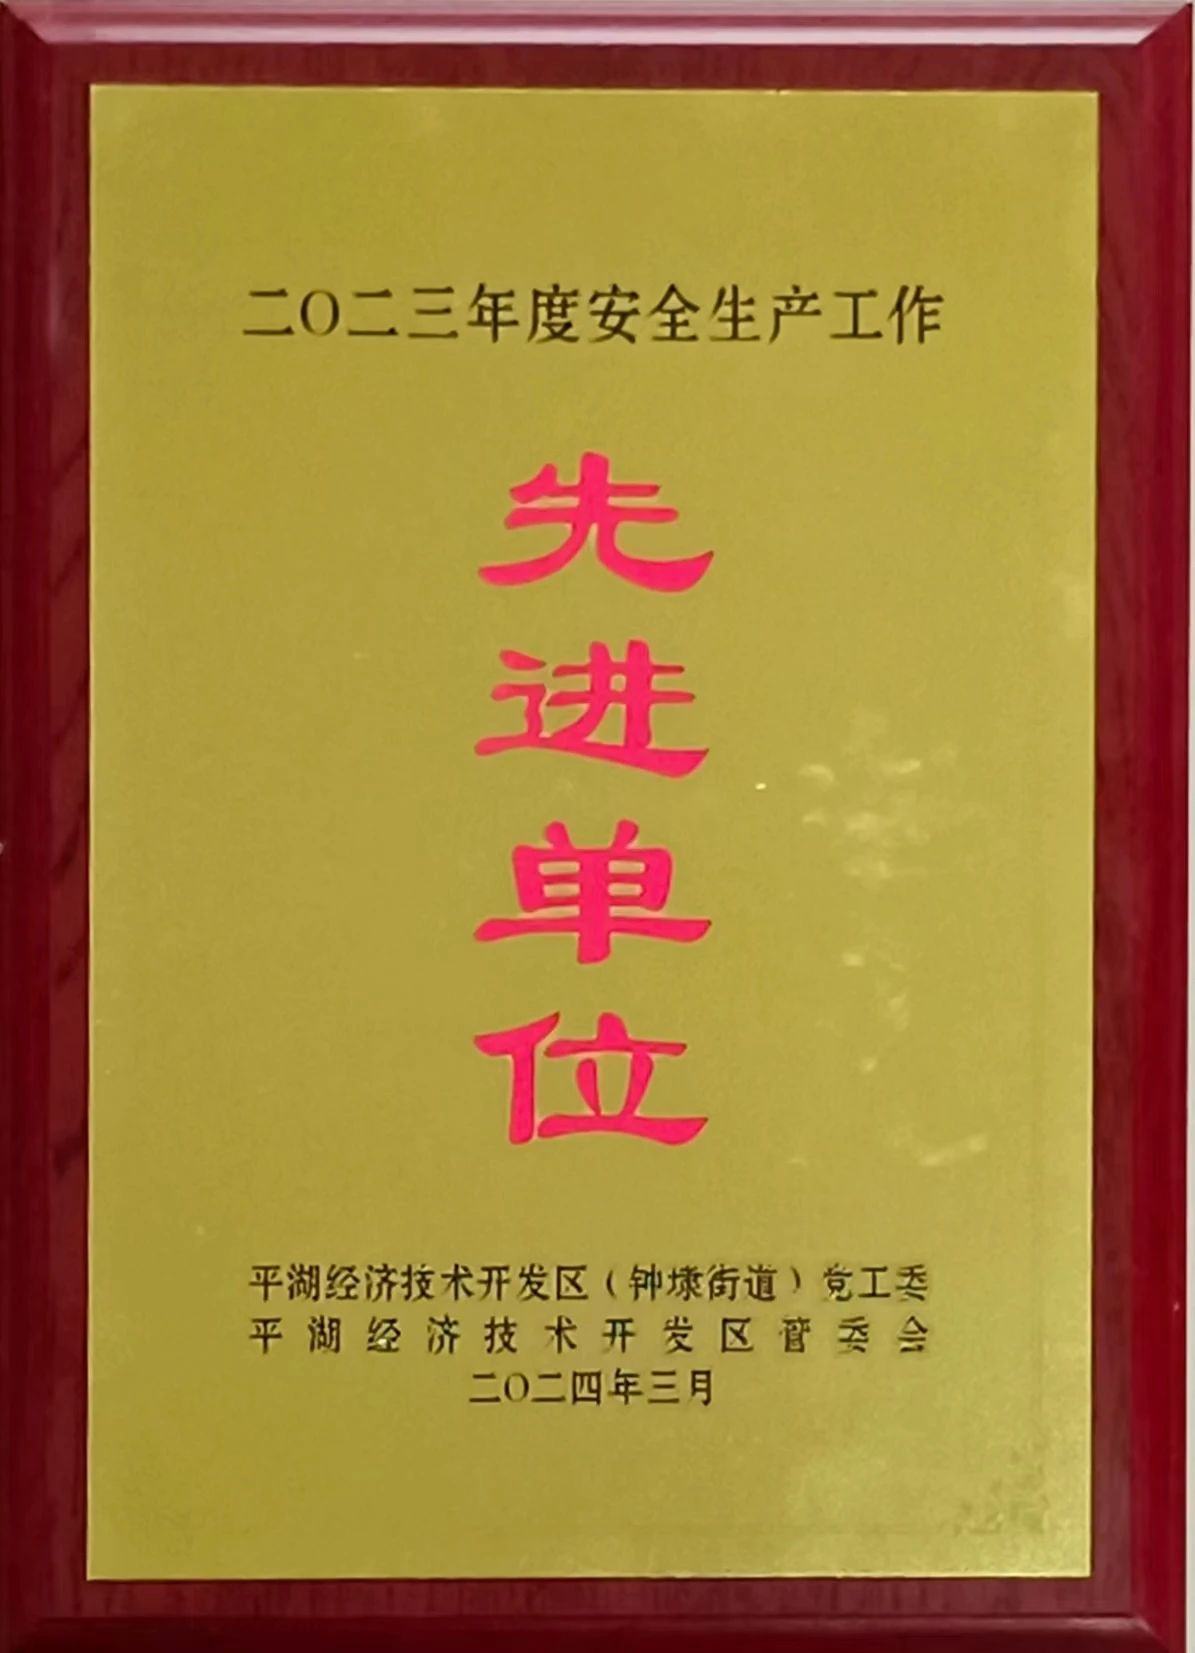 二〇二三年度安全生产工作
先
进
单
位
平湖经济技术开发区（钟埭街道）党工委
平湖经济技术开发区管委会
二〇二四年三月